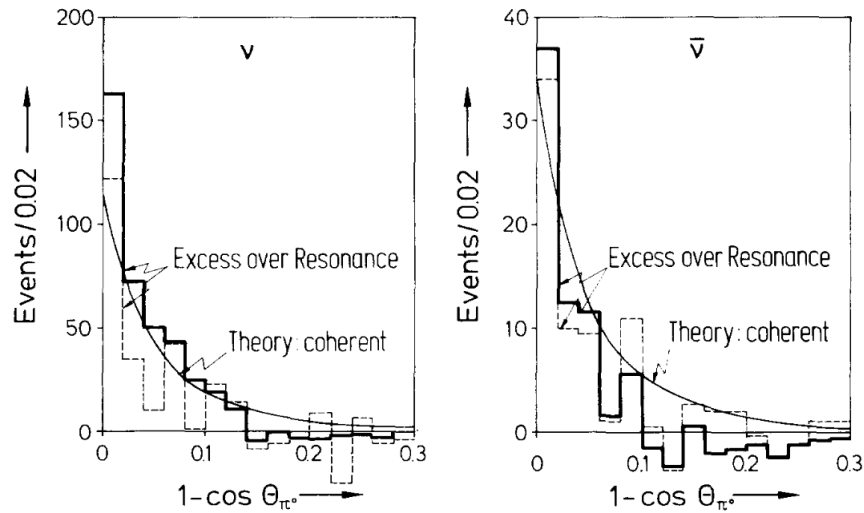 200
150
100
50
0
Events/0.02
ν
Excess over Resonance
Theory: coherent
0 0.1 0.2 0.3
1-cos Θπ°
40
30
20
10
0
Events/0.02
ν̅
Excess over Resonance
Theory: coherent
0 0.1 0.2 0.3
1-cos Θπ°